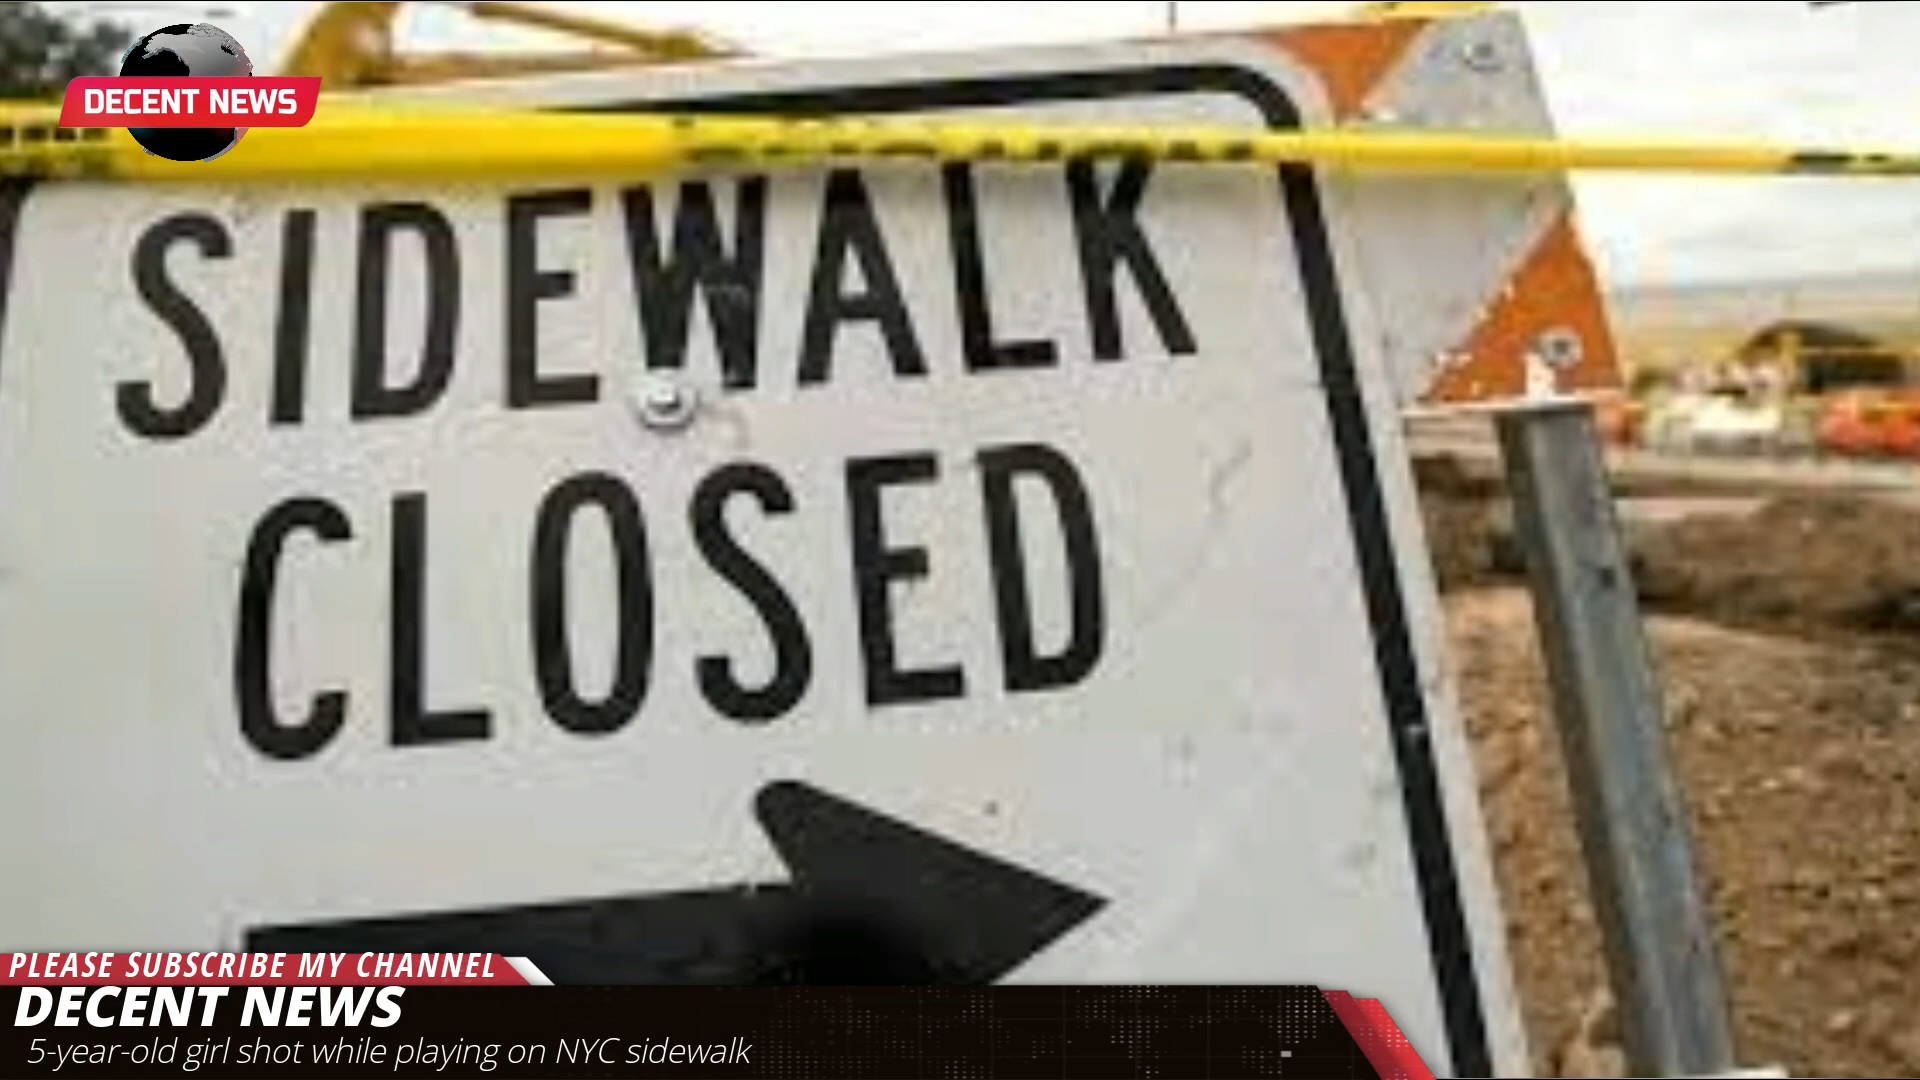 DECENT NEWS
SIDEWALK
CLOSED
PLEASE SUBSCRIBE MY CHANNEL
DECENT NEWS
5-year-old girl shot while playing on NYC sidewalk